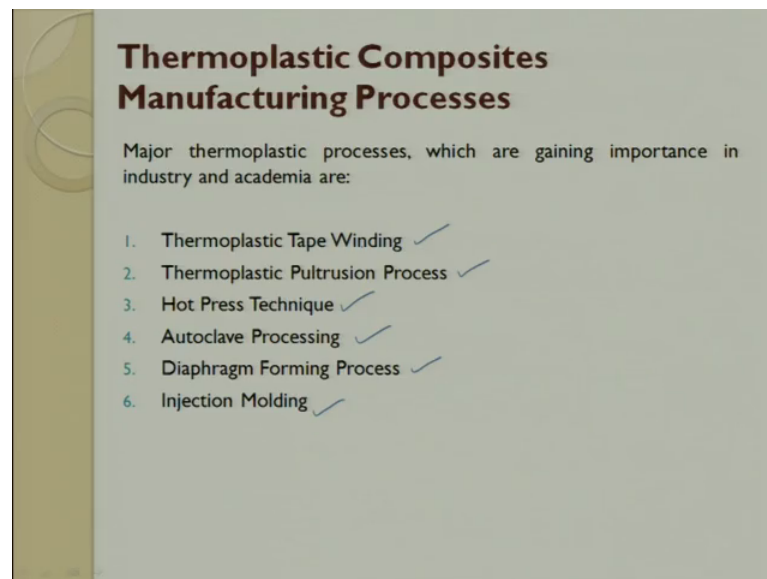 Thermoplastic Composites
Manufacturing Processes
Major thermoplastic processes, which are gaining importance in
industry and academia are:
1. Thermoplastic Tape Winding
2. Thermoplastic Pultrusion Process
3. Hot Press Technique
4. Autoclave Processing
5. Diaphragm Forming Process
6. Injection Molding